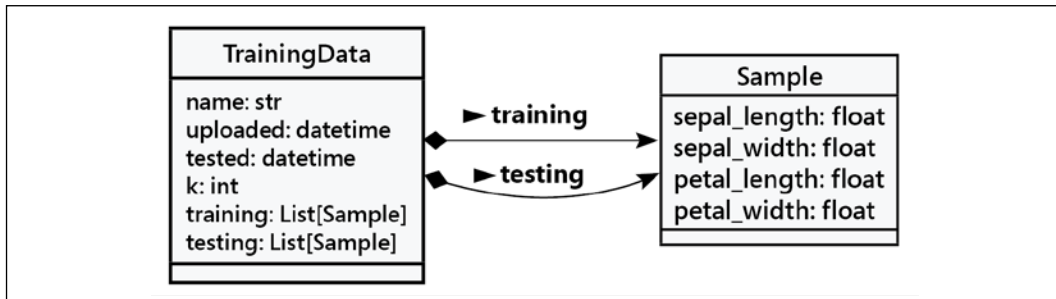 TrainingData
name: str
uploaded: datetime
tested: datetime
k: int
training: List[Sample]
testing: List[Sample]
► training
► testing
Sample
sepal_length: float
sepal_width: float
petal_length: float
petal_width: float